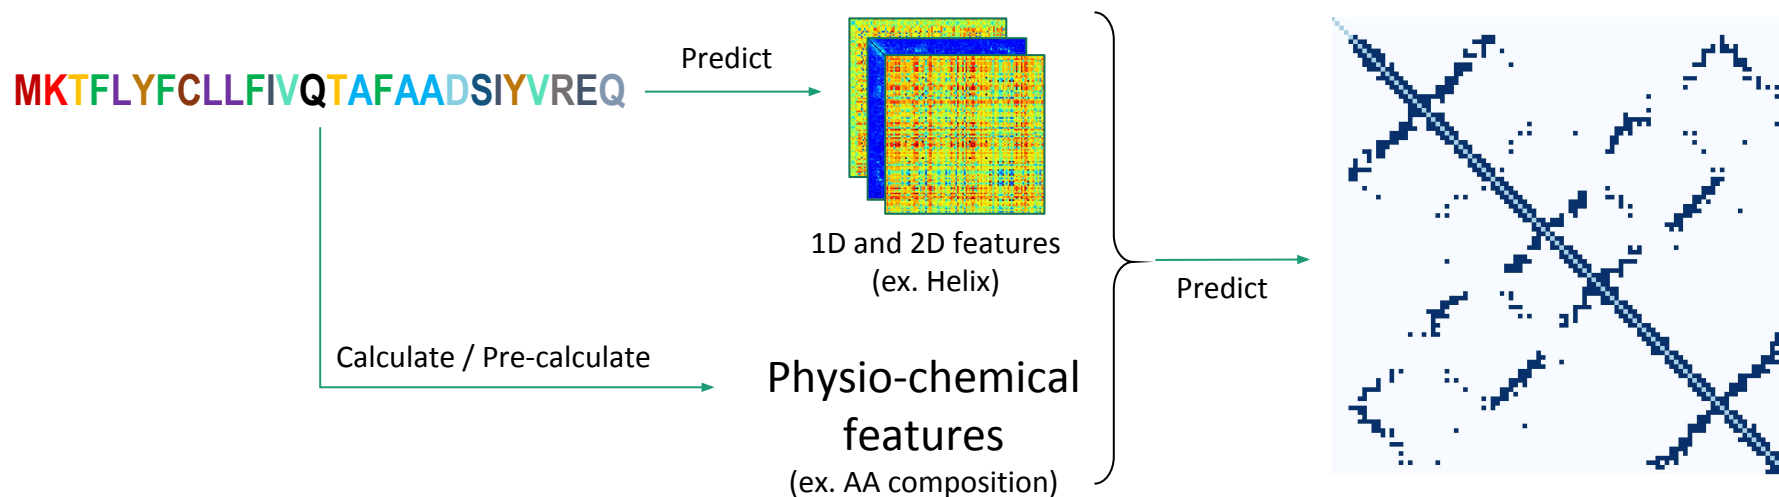 MKTFLYFCLLFIVQTAFAADSIYVREQ
Predict
1D and 2D features
(ex. Helix)
Predict
Calculate / Pre-calculate
Physio-chemical
features
(ex. AA composition)